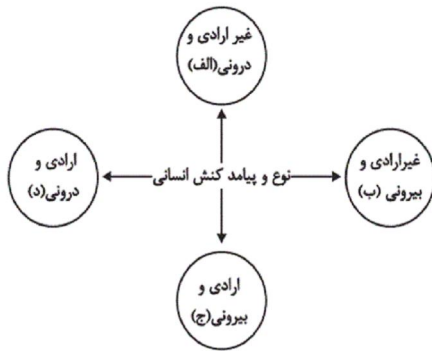 غیر ارادی و
درونی(الف)
غیرارادی و
بیرونی (ب)
نوع و پیامد کنش انسانی
ارادی و
درونی(د)
ارادی و
بیرونی(ج)